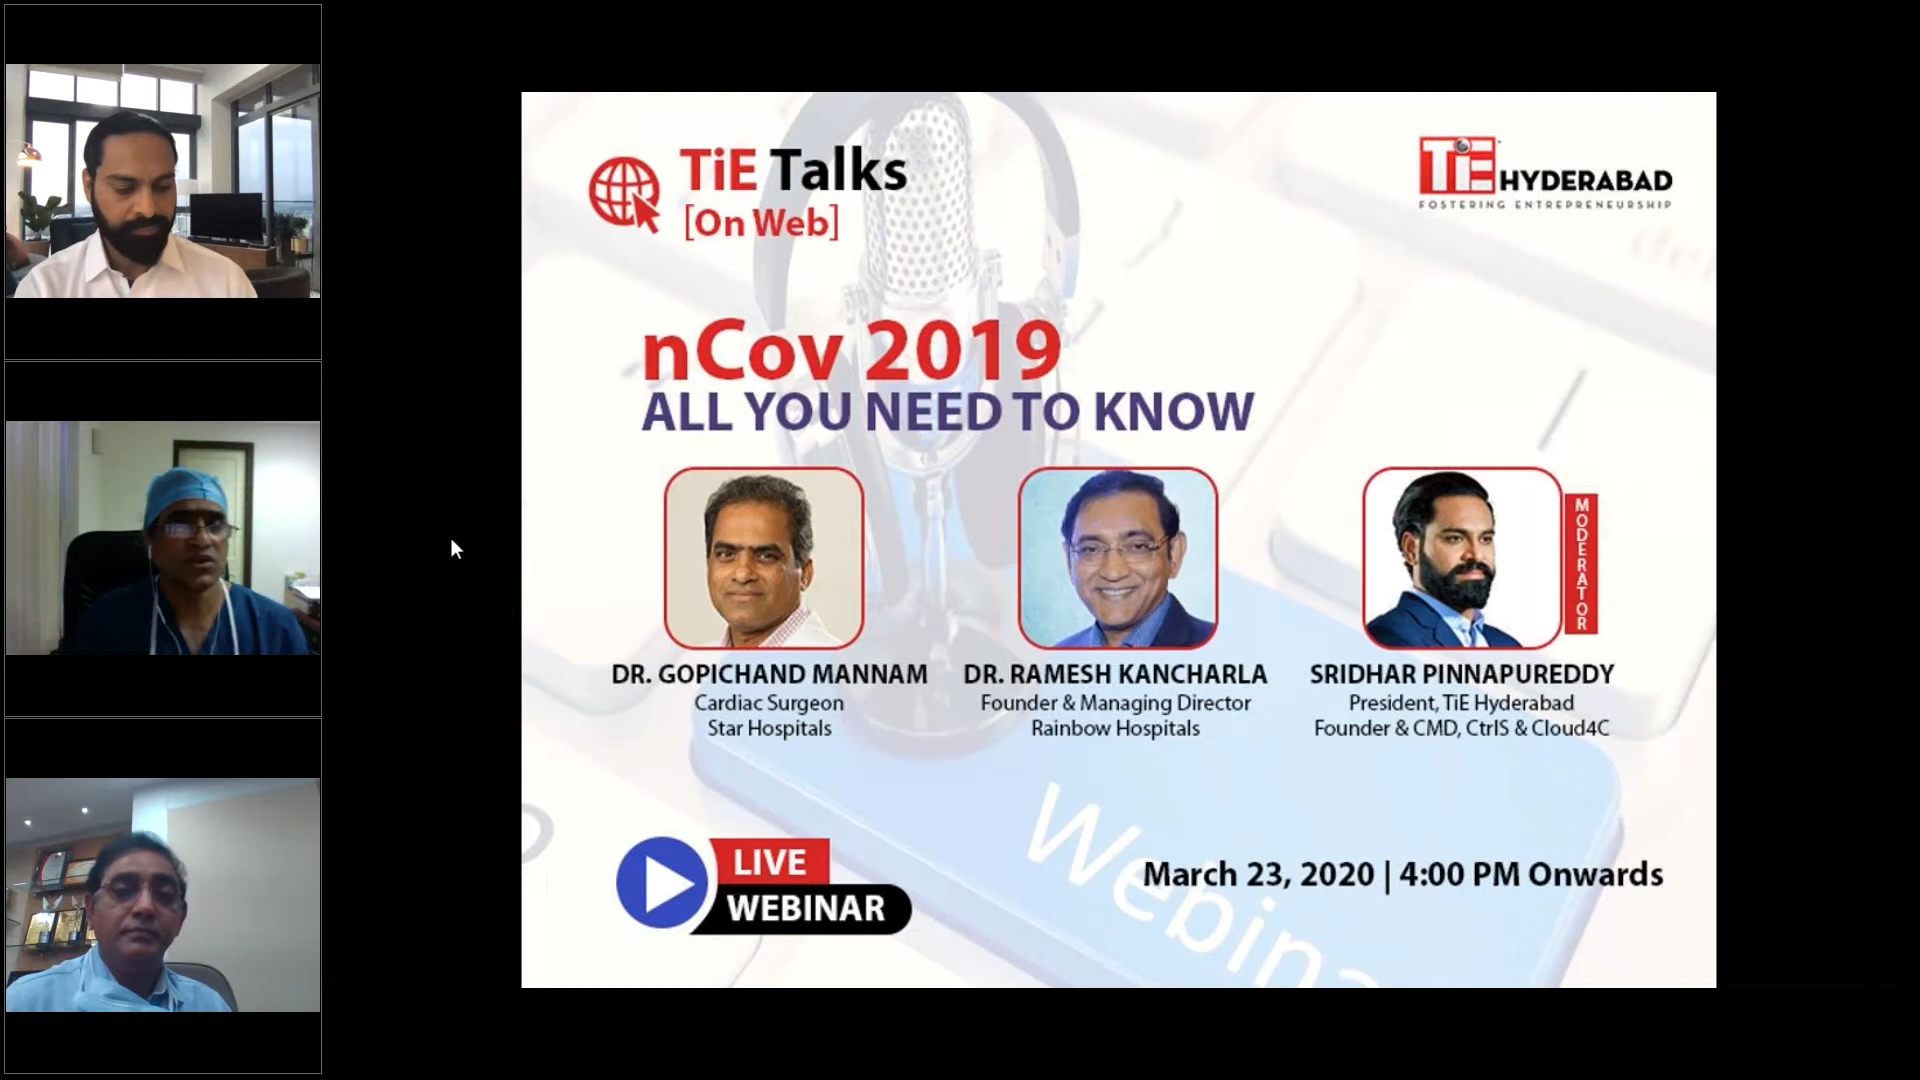 TiE Talks
[On Web]
TiE HYDERABAD
FOSTERING ENTREPRENEURSHIP
nCov 2019
ALL YOU NEED TO KNOW
MODERATOR
DR. GOPICHAND MANNAM
Cardiac Surgeon
Star Hospitals
DR. RAMESH KANCHARLA
Founder & Managing Director
Rainbow Hospitals
SRIDHAR PINNAPUREDDY
President, TiE Hyderabad
Founder & CMD, CtrlS & Cloud4C
LIVE
WEBINAR
March 23, 2020 | 4:00 PM Onwards
Webina